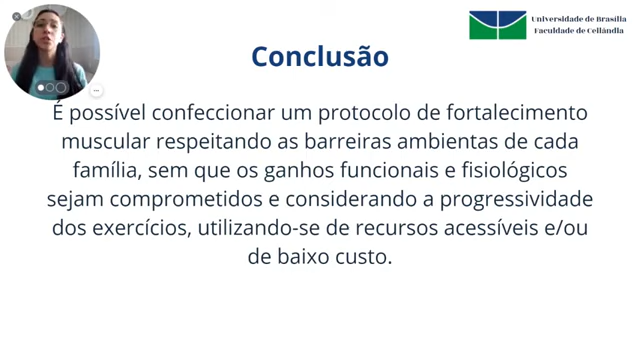 Universidade de Brasília
Faculdade de Ceilândia
Conclusão
É possível confeccionar um protocolo de fortalecimento
muscular respeitando as barreiras ambientas de cada
família, sem que os ganhos funcionais e fisiológicos
sejam comprometidos e considerando a progressividade
dos exercícios, utilizando-se de recursos acessíveis e/ou
de baixo custo.